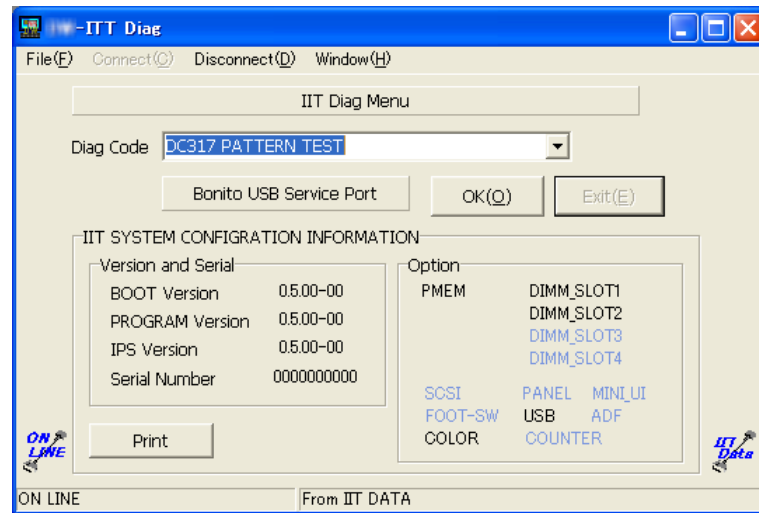 -ITT Diag
File(F) Connect(C) Disconnect(D) Window(H)
IIT Diag Menu
Diag Code DC317 PATTERN TEST
Bonito USB Service Port OK(O) Exit(E)
IIT SYSTEM CONFIGRATION INFORMATION
Version and Serial
BOOT Version 0.5.00-00
PROGRAM Version 0.5.00-00
IPS Version 0.5.00-00
Serial Number 0000000000
Print
Option
PMEM DIMM_SLOT1
DIMM_SLOT2
DIMM_SLOT3
DIMM_SLOT4
SCSI PANEL MINI_UI
FOOT-SW USB ADF
COLOR COUNTER
ON
LINE
IIT
Data
ON LINE From IIT DATA